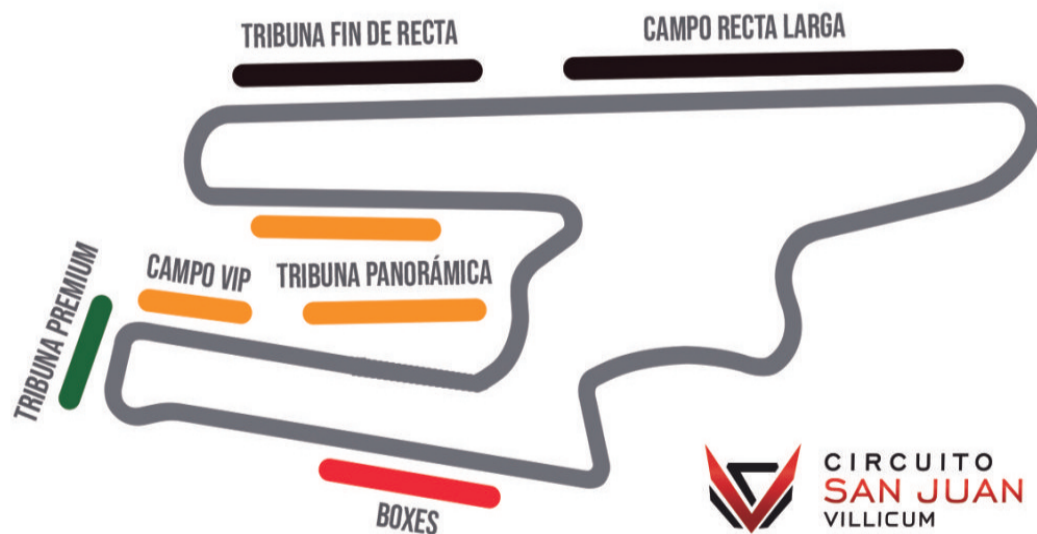 TRIBUNA FIN DE RECTA
CAMPO RECTA LARGA
CAMPO VIP
TRIBUNA PANORÁMICA
TRIBUNA PREMIUM
BOXES
CIRCUITO
SAN JUAN
VILLICUM